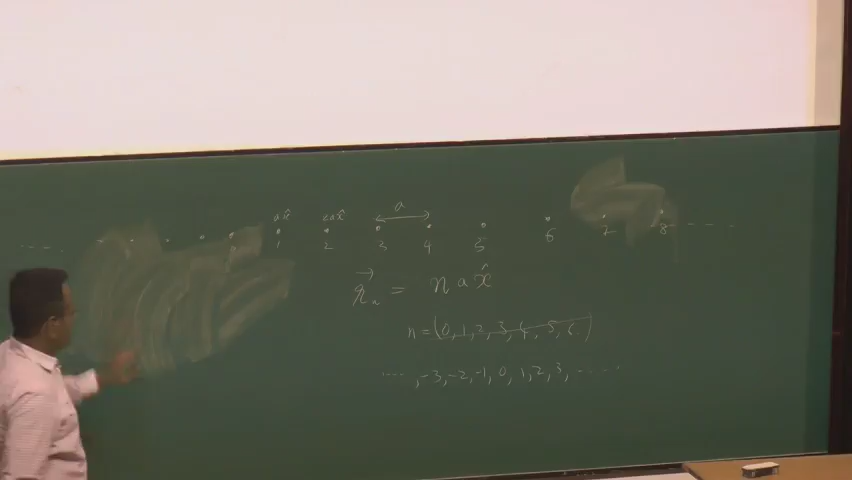 ax̂ 2ax̂ a
.... 1 2 3 4 5 6 7 8 ....
r⃗ₙ = n a x̂
n = (0, 1, 2, 3, 4, 5, 6.)
...., -3, -2, -1, 0, 1, 2, 3, .....